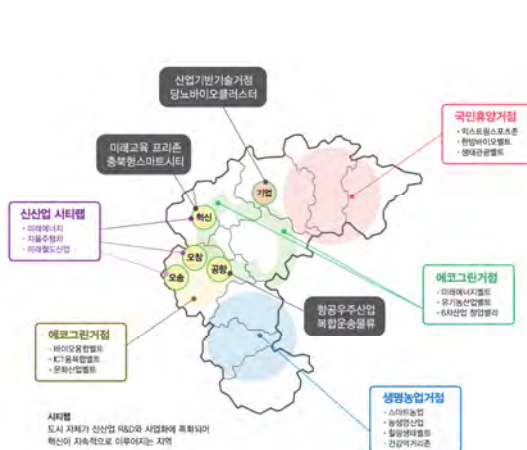 산업기반기술거점
당뇨바이오클러스터
국민휴양거점
· 익스트림스포츠존
· 한방바이오벨트
· 생태관광벨트
미래교육 프리존
충북형스마트시티
기업
신산업 시티랩
· 미래에너지
· 자율주행차
· 미래철도산업
혁신
오창
오송
공항
에코그린거점
· 미래에너지벨트
· 유기농산업벨트
· 6차산업 창업밸리
항공우주산업
복합운송물류
에코그린거점
· 바이오융합벨트
· ICT융복합벨트
· 문화산업벨트
생명농업거점
· 스마트농업
· 농생명산업
· 힐링생태벨트
· 건강먹거리존
시티랩
도시 자체가 신산업 R&D와 사업화에 특화되어
혁신이 지속적으로 이루어지는 지역